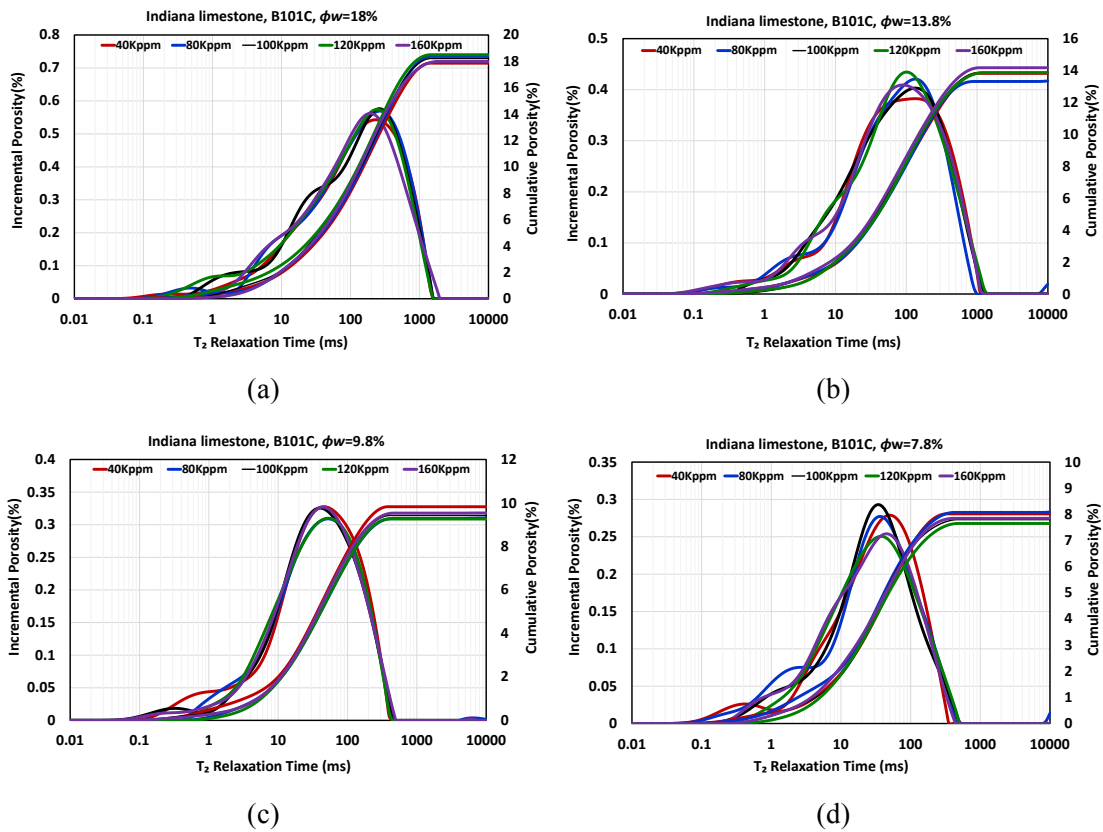 Indiana limestone, B101C, ϕw=18%
40Kppm 80Kppm 100Kppm 120Kppm 160Kppm
Incremental Porosity(%)
0.8
0.7
0.6
0.5
0.4
0.3
0.2
0.1
0
20
18
16
14
12
10
8
6
4
2
0
Cumulative Porosity(%)
0.01 0.1 1 10 100 1000 10000
T₂ Relaxation Time (ms)
(a)
Indiana limestone, B101C, ϕw=13.8%
40Kppm 80Kppm 100Kppm 120Kppm 160Kppm
Incremental Porosity(%)
0.5
0.4
0.3
0.2
0.1
0
16
14
12
10
8
6
4
2
0
Cumulative Porosity(%)
0.01 0.1 1 10 100 1000 10000
T₂ Relaxation Time (ms)
(b)
Indiana limestone, B101C, ϕw=9.8%
40Kppm 80Kppm 100Kppm 120Kppm 160Kppm
Incremental Porosity(%)
0.4
0.35
0.3
0.25
0.2
0.15
0.1
0.05
0
12
10
8
6
4
2
0
Cumulative Porosity(%)
0.01 0.1 1 10 100 1000 10000
T₂ Relaxation Time (ms)
(c)
Indiana limestone, B101C, ϕw=7.8%
40Kppm 80Kppm 100Kppm 120Kppm 160Kppm
Incremental Porosity(%)
0.35
0.3
0.25
0.2
0.15
0.1
0.05
0
10
9
8
7
6
5
4
3
2
1
0
Cumulative Porosity(%)
0.01 0.1 1 10 100 1000 10000
T₂ Relaxation Time (ms)
(d)